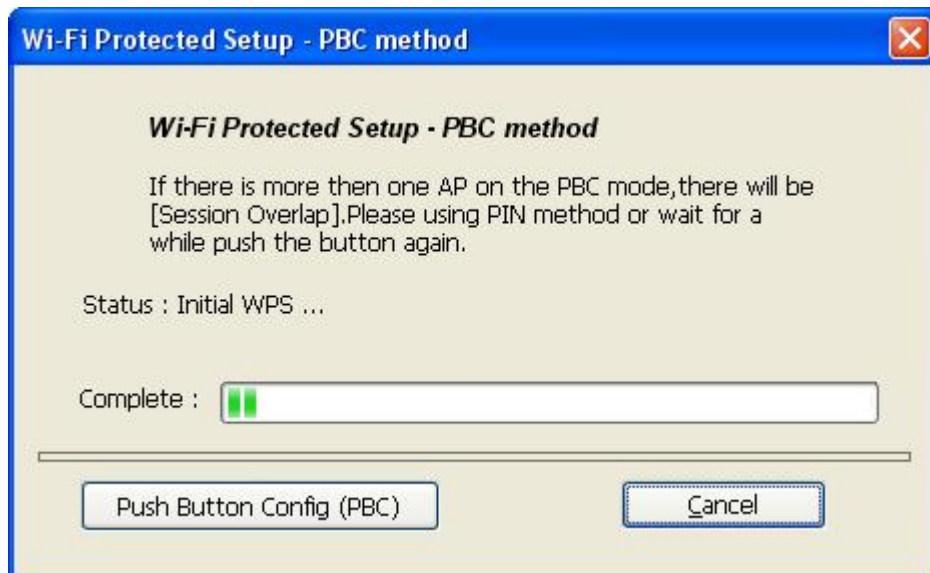 Wi-Fi Protected Setup - PBC method
Wi-Fi Protected Setup - PBC method
If there is more then one AP on the PBC mode,there will be
[Session Overlap].Please using PIN method or wait for a
while push the button again.
Status : Initial WPS ...
Complete :
Push Button Config (PBC)
Cancel